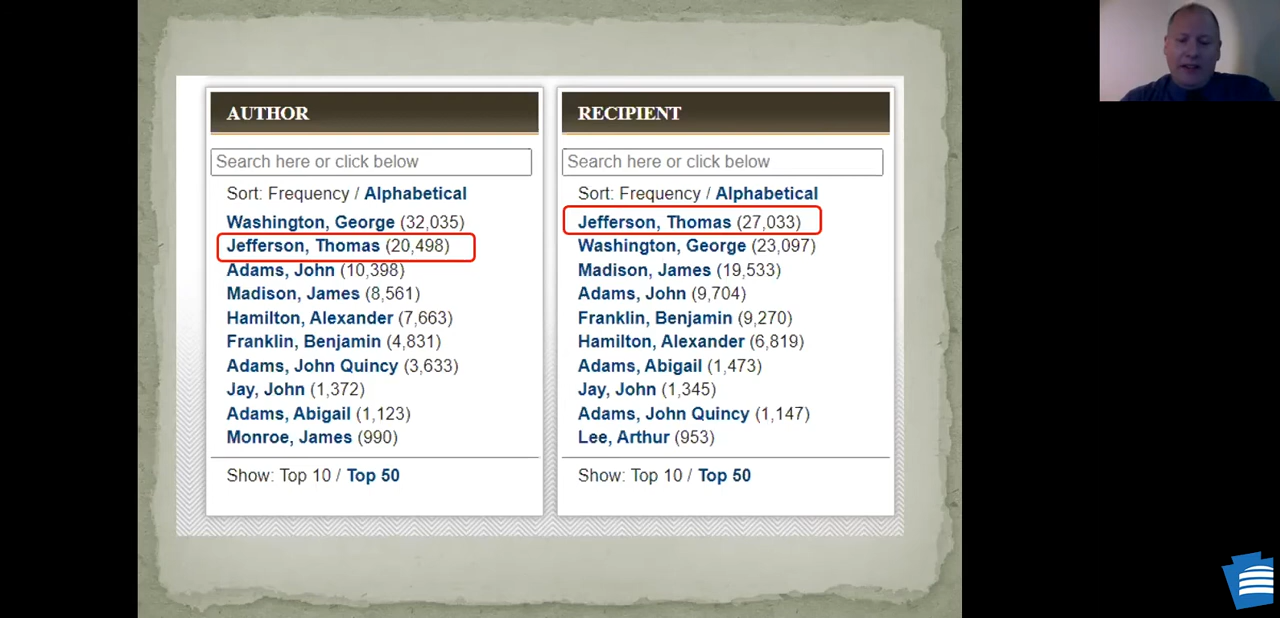 AUTHOR
Search here or click below
Sort: Frequency / Alphabetical
Washington, George (32,035)
Jefferson, Thomas (20,498)
Adams, John (10,398)
Madison, James (8,561)
Hamilton, Alexander (7,663)
Franklin, Benjamin (4,831)
Adams, John Quincy (3,633)
Jay, John (1,372)
Adams, Abigail (1,123)
Monroe, James (990)
Show: Top 10 / Top 50
RECIPIENT
Search here or click below
Sort: Frequency / Alphabetical
Jefferson, Thomas (27,033)
Washington, George (23,097)
Madison, James (19,533)
Adams, John (9,704)
Franklin, Benjamin (9,270)
Hamilton, Alexander (6,819)
Adams, Abigail (1,473)
Jay, John (1,345)
Adams, John Quincy (1,147)
Lee, Arthur (953)
Show: Top 10 / Top 50